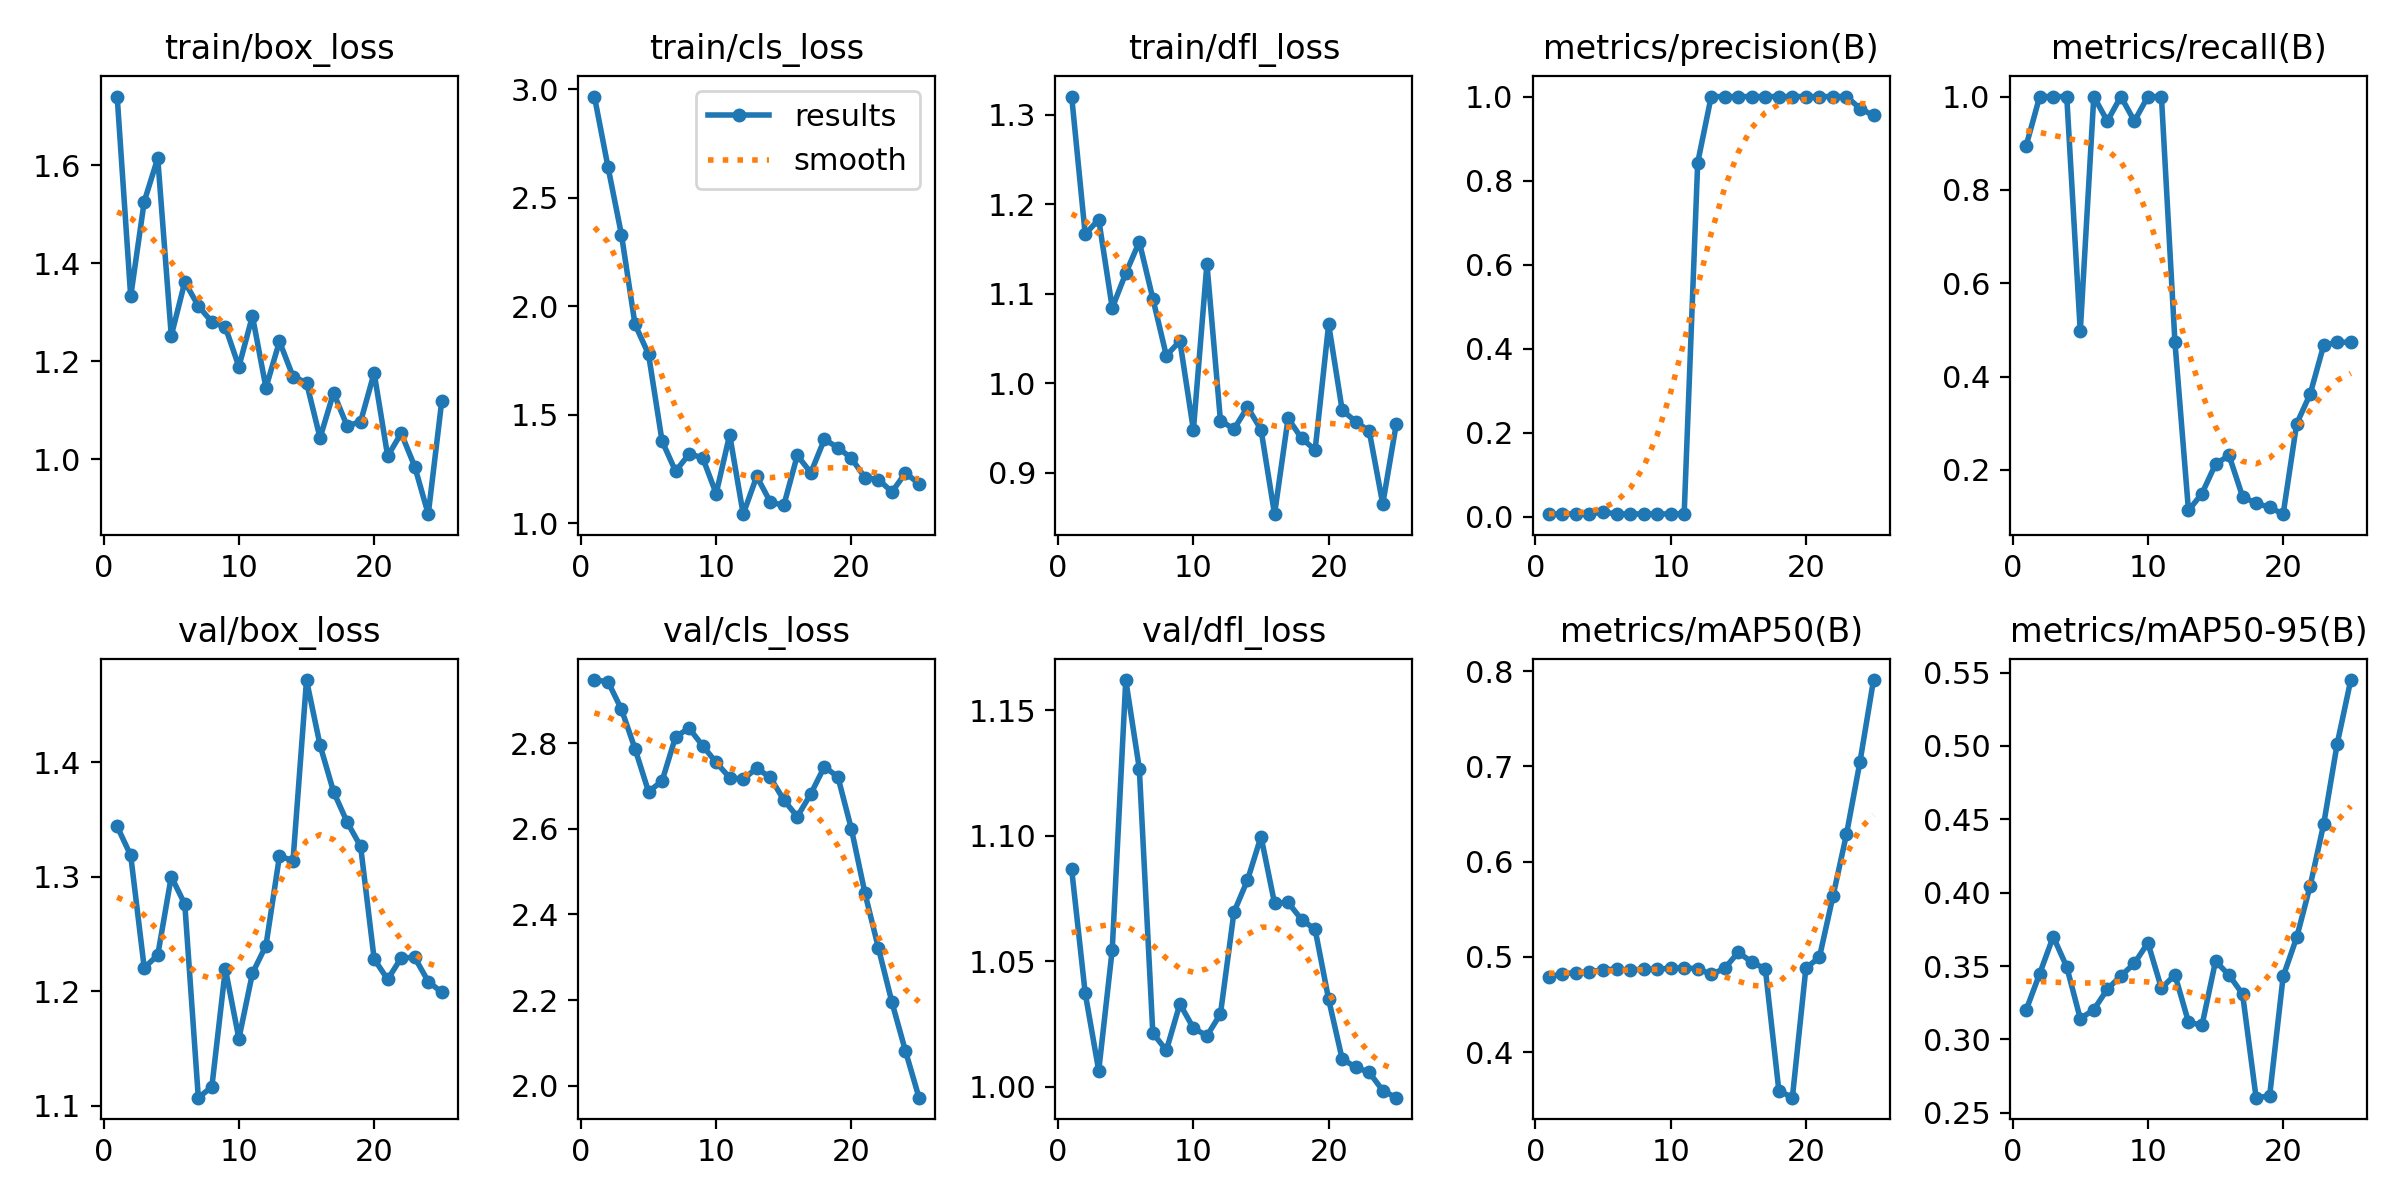 train/box_loss
1.6
1.4
1.2
1.0
0 10 20
train/cls_loss
results
smooth
3.0
2.5
2.0
1.5
1.0
0 10 20
train/dfl_loss
1.3
1.2
1.1
1.0
0.9
0 10 20
metrics/precision(B)
1.0
0.8
0.6
0.4
0.2
0.0
0 10 20
metrics/recall(B)
1.0
0.8
0.6
0.4
0.2
0 10 20
val/box_loss
1.4
1.3
1.2
1.1
0 10 20
val/cls_loss
2.8
2.6
2.4
2.2
2.0
0 10 20
val/dfl_loss
1.15
1.10
1.05
1.00
0 10 20
metrics/mAP50(B)
0.8
0.7
0.6
0.5
0.4
0 10 20
metrics/mAP50-95(B)
0.55
0.50
0.45
0.40
0.35
0.30
0.25
0 10 20